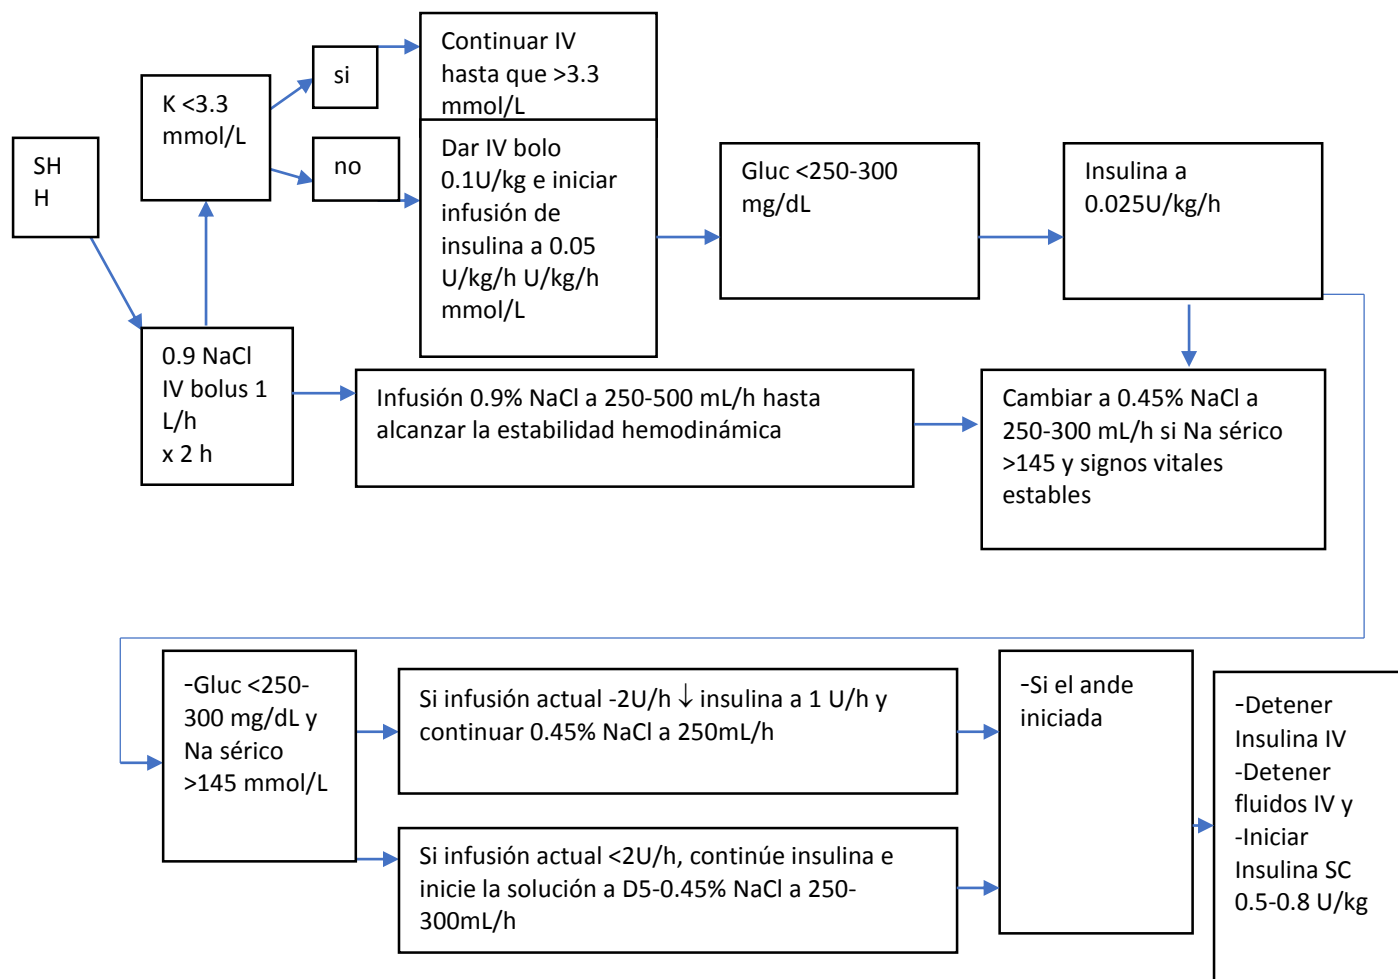 SH
H
K <3.3
mmol/L
si
no
Continuar IV
hasta que >3.3
mmol/L
Dar IV bolo
0.1U/kg e iniciar
infusión de
insulina a 0.05
U/kg/h U/kg/h
mmol/L
Gluc <250-300
mg/dL
Insulina a
0.025U/kg/h
0.9 NaCl
IV bolus 1
L/h
x 2 h
Infusión 0.9% NaCl a 250-500 mL/h hasta
alcanzar la estabilidad hemodinámica
Cambiar a 0.45% NaCl a
250-300 mL/h si Na sérico
>145 y signos vitales
estables
-Gluc <250-
300 mg/dL y
Na sérico
>145 mmol/L
Si infusión actual -2U/h ↓ insulina a 1 U/h y
continuar 0.45% NaCl a 250mL/h
Si infusión actual <2U/h, continúe insulina e
inicie la solución a D5-0.45% NaCl a 250-
300mL/h
-Si el ande
iniciada
-Detener
Insulina IV
-Detener
fluidos IV y
-Iniciar
Insulina SC
0.5-0.8 U/kg